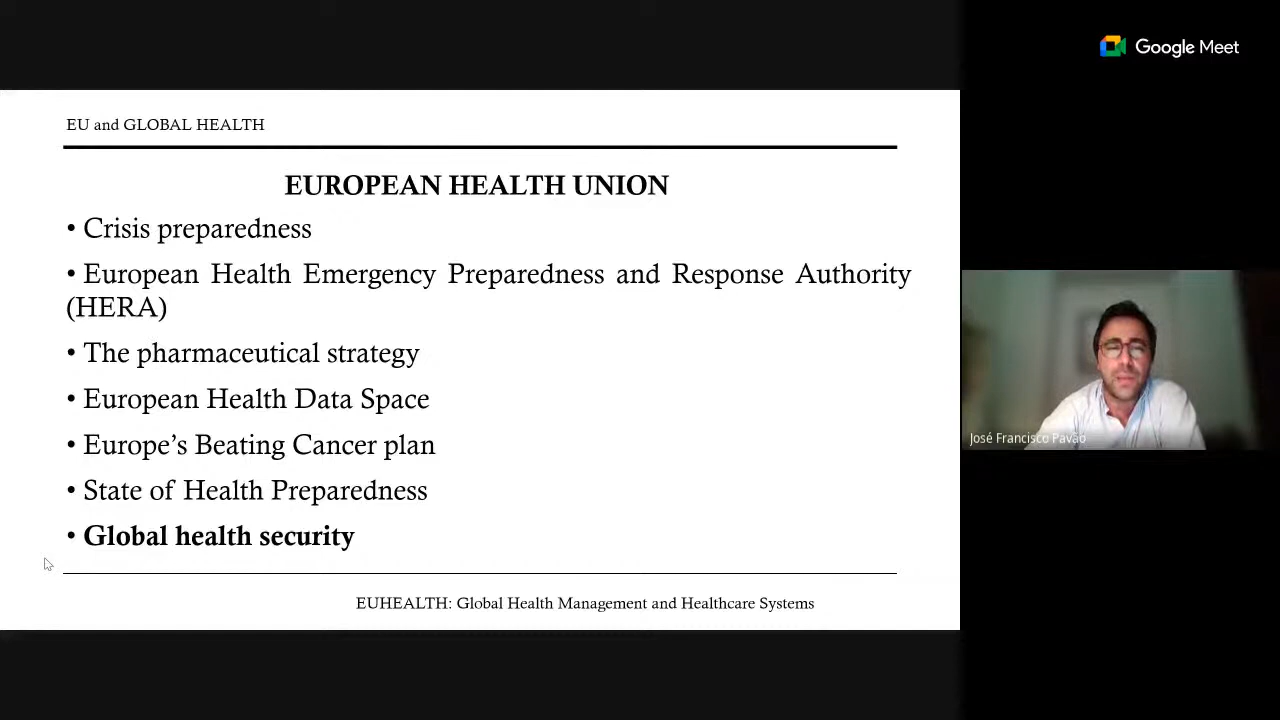 Google Meet
EU and GLOBAL HEALTH
EUROPEAN HEALTH UNION
• Crisis preparedness
• European Health Emergency Preparedness and Response Authority
(HERA)
• The pharmaceutical strategy
• European Health Data Space
• Europe’s Beating Cancer plan
• State of Health Preparedness
• Global health security
EUHEALTH: Global Health Management and Healthcare Systems
José Francisco Pavão